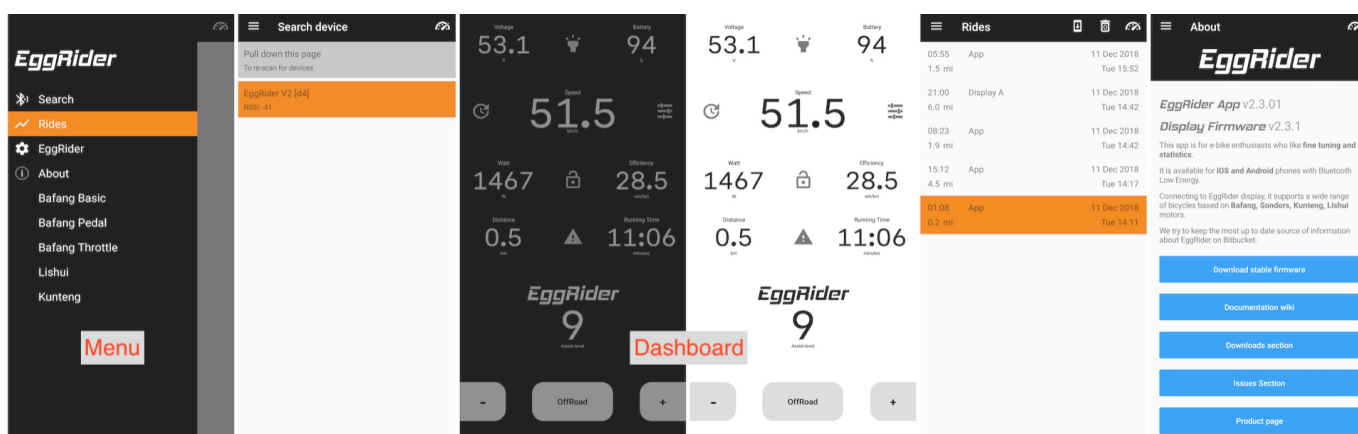 EggRider
Search
Rides
EggRider
About
Bafang Basic
Bafang Pedal
Bafang Throttle
Lishui
Kunteng
Menu
Search device
Pull down this page
To re-scan for devices
EggRider V2 [d4]
RSSI: -41
Voltage
53.1
V
Battery
94
%
Speed
51.5
km/h
Watt
1467
W
Efficiency
28.5
wh/km
Distance
0.5
km
Running Time
11:06
minutes
EggRider
9
Assist level
-
OffRoad
+
Dashboard
Voltage
53.1
V
Battery
94
%
Speed
51.5
km/h
Watt
1467
W
Efficiency
28.5
wh/km
Distance
0.5
km
Running Time
11:06
minutes
EggRider
9
Assist level
-
OffRoad
+
Rides
05:55 App 11 Dec 2018
1.5 mi Tue 15:52
21:00 Display A 11 Dec 2018
6.0 mi Tue 14:42
08:23 App 11 Dec 2018
1.9 mi Tue 14:42
15:12 App 11 Dec 2018
4.5 mi Tue 14:17
01:08 App 11 Dec 2018
0.2 mi Tue 14:11
About
EggRider
EggRider App v2.3.01
Display Firmware v2.3.1
This app is for e-bike enthusiasts who like fine tuning and
statistics.
It is available for iOS and Android phones with Bluetooth
Low Energy.
Connecting to EggRider display, it supports a wide range
of bicycles based on Bafang, Sondors, Kunteng, Lishui
motors.
We try to keep the most up to date source of information
about EggRider on Bitbucket.
Download stable firmware
Documentation wiki
Downloads section
Issues Section
Product page